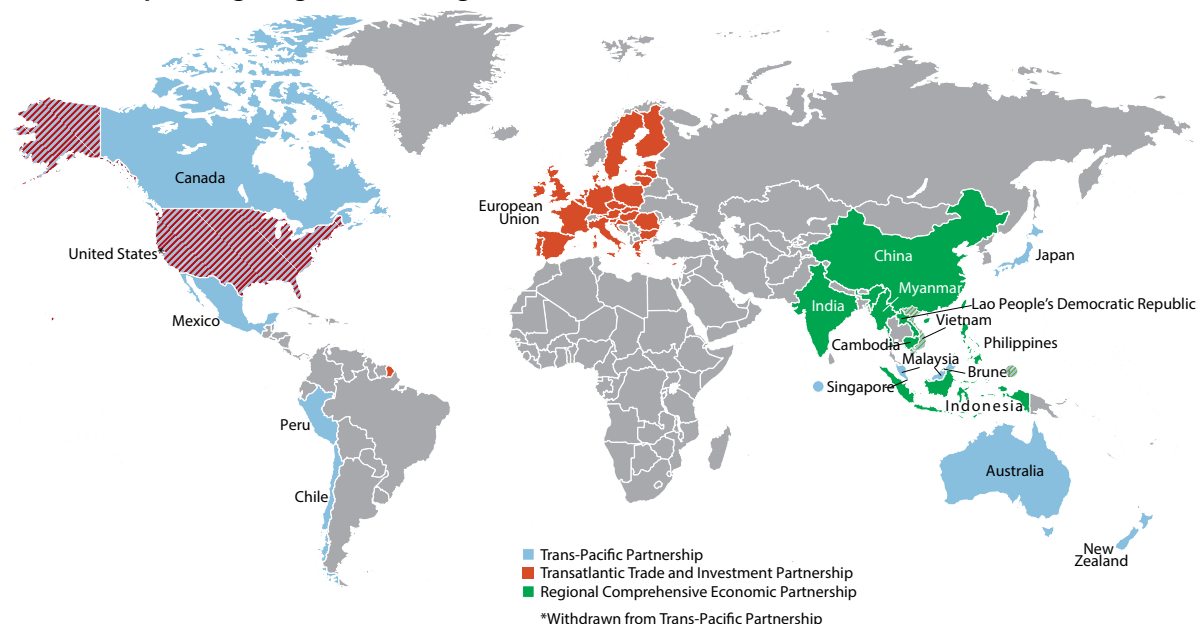 Canada
United States*
Mexico
Peru
Chile
European
Union
China
India
Myanmar
Japan
Lao People's Democratic Republic
Vietnam
Cambodia
Philippines
Malaysia
Brune
Singapore
Indonesia
Australia
New
Zealand
Trans-Pacific Partnership
Transatlantic Trade and Investment Partnership
Regional Comprehensive Economic Partnership
*Withdrawn from Trans-Pacific Partnership